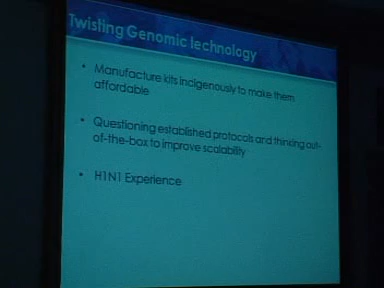 Twisting Genomic technology
• Manufacture kits indigenously to make them
affordable
• Questioning established protocols and thinking out-
of-the-box to improve scalability
• H1N1 Experience